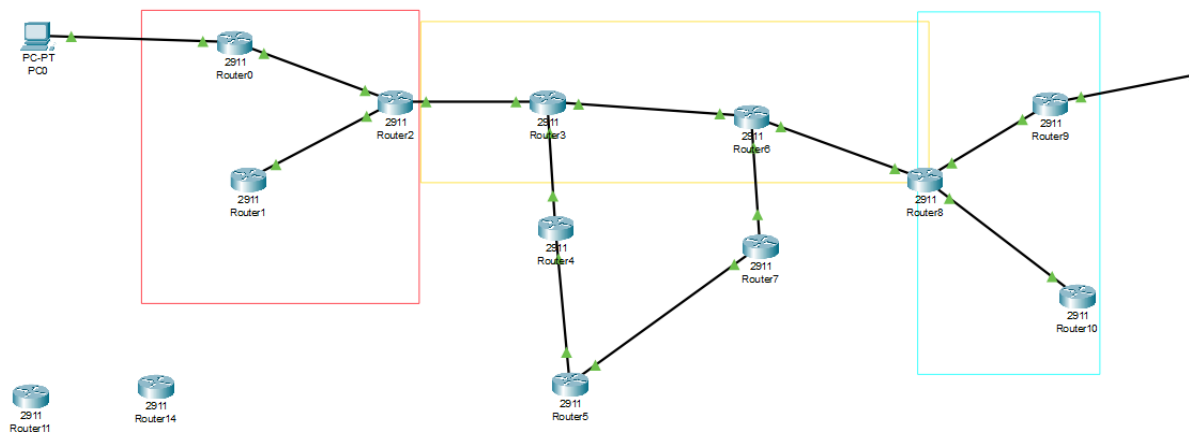 PC-PT
PC0
2911
Router0
2911
Router2
2911
Router1
2911
Router3
2911
Router6
2911
Router9
2911
Router8
2911
Router4
2911
Router7
2911
Router10
2911
Router5
2911
Router11
2911
Router14